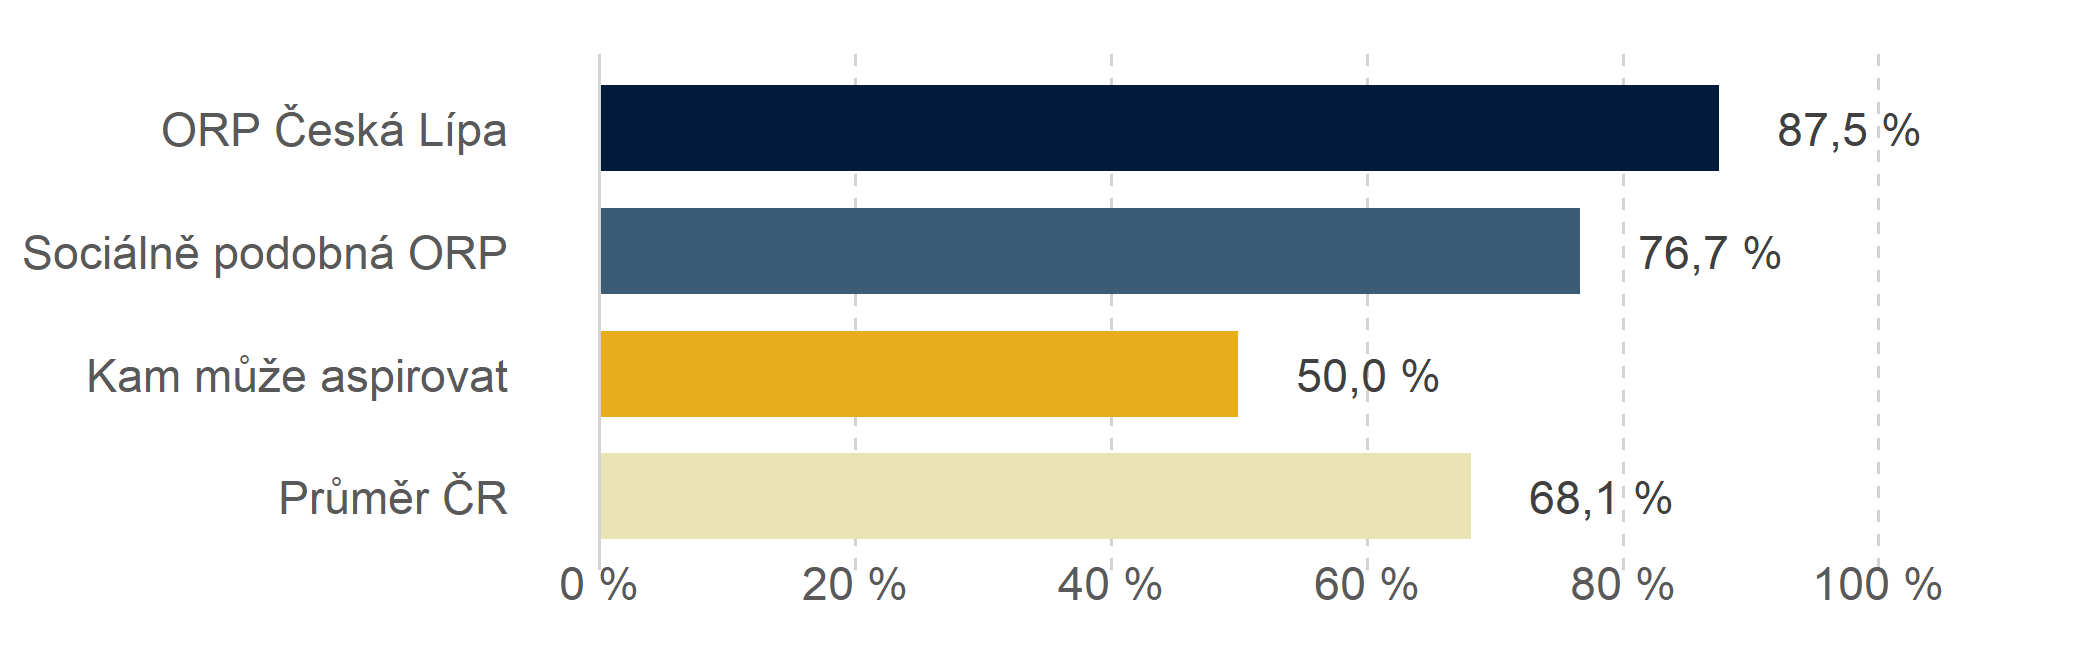 ORP Česká Lípa
87,5 %
Sociálně podobná ORP
76,7 %
Kam může aspirovat
50,0 %
Průměr ČR
68,1 %
0 %
20 %
40 %
60 %
80 %
100 %